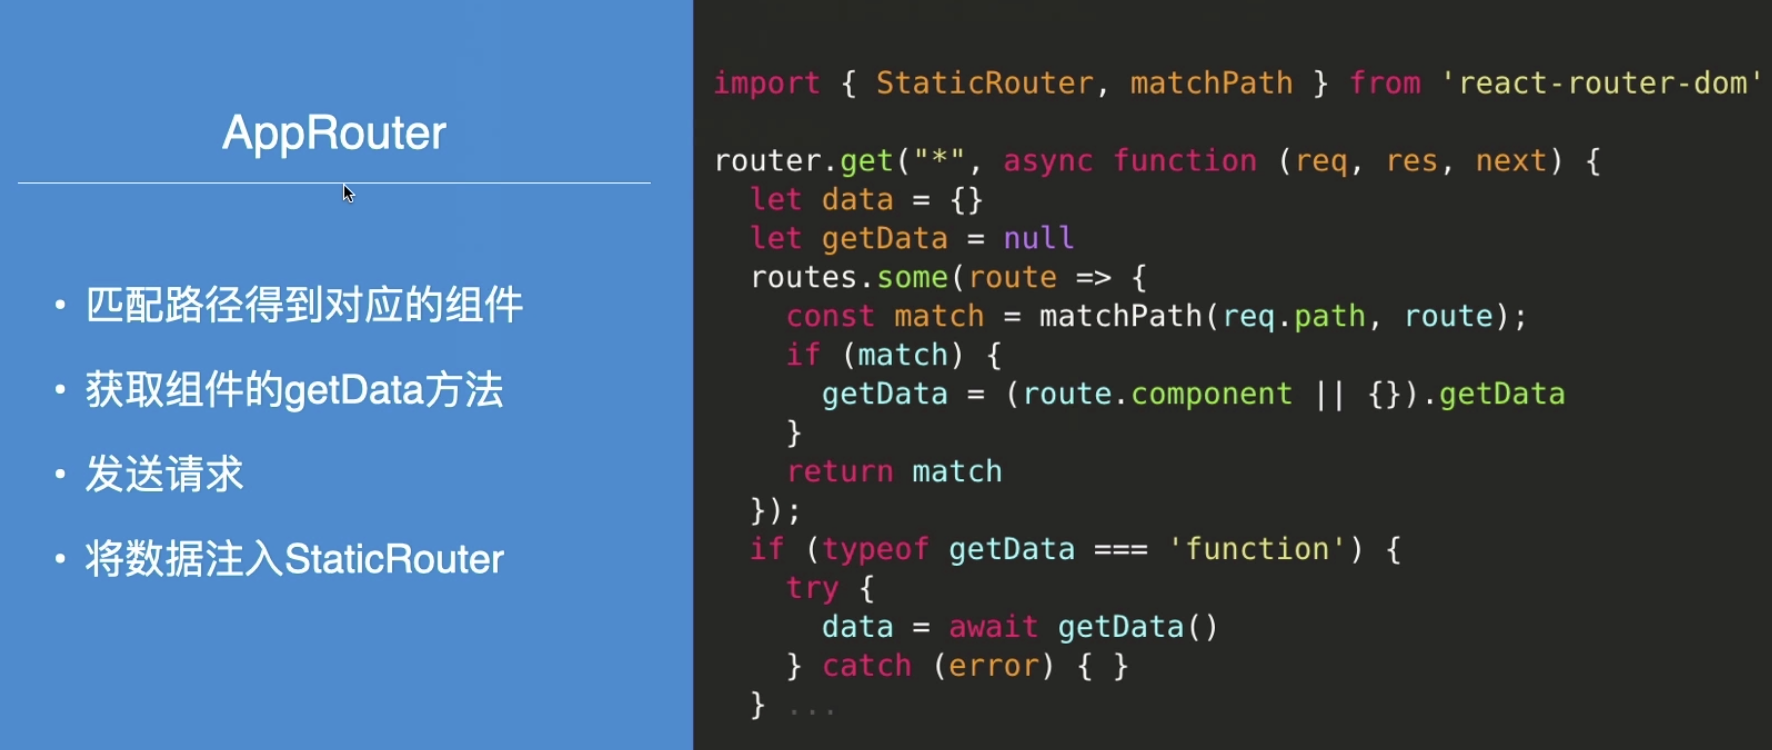 AppRouter
• 匹配路径得到对应的组件
• 获取组件的getData方法
• 发送请求
• 将数据注入StaticRouter
import { StaticRouter, matchPath } from 'react-router-dom'
router.get("*", async function (req, res, next) {
  let data = {}
  let getData = null
  routes.some(route => {
    const match = matchPath(req.path, route);
    if (match) {
      getData = (route.component || {}).getData
    }
    return match
  });
  if (typeof getData === 'function') {
    try {
      data = await getData()
    } catch (error) { }
  } ...